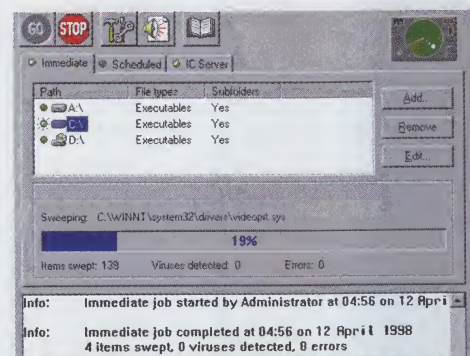 GO STOP
Immediate Scheduled IC Server
Path File types Subfolders
A:\ Executables Yes
C:\ Executables Yes
D:\ Executables Yes
Add...
Remove
Edit...
Sweeping: C:\WINNT\system32\drivers\videoprt.sys
19%
Items swept: 139 Viruses detected: 0 Errors: 0
Info: Immediate job started by Administrator at 04:56 on 12 Apri
Info: Immediate job completed at 04:56 on 12 April 1998
4 items swept, 0 viruses detected, 0 errors